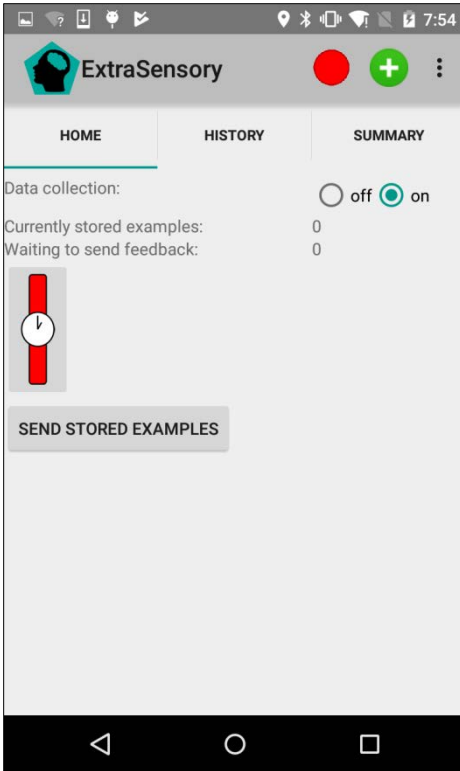 7:54
ExtraSensory
HOME HISTORY SUMMARY
Data collection: off on
Currently stored examples: 0
Waiting to send feedback: 0
SEND STORED EXAMPLES